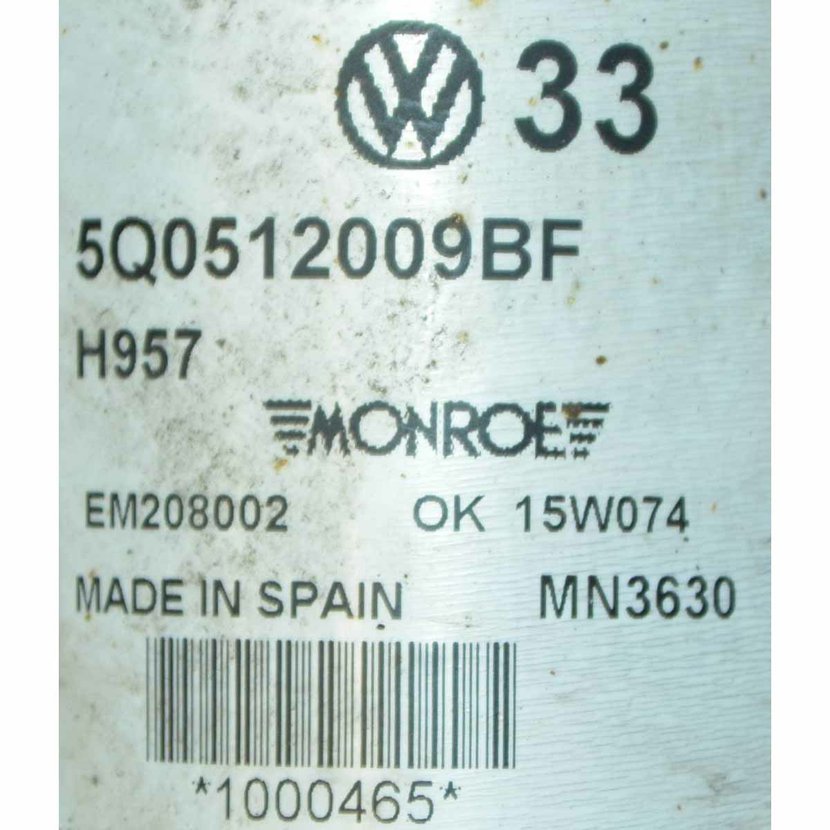 33
5Q0512009BF
H957
MONROE
EM208002 OK 15W074
MADE IN SPAIN MN3630
*1000465*